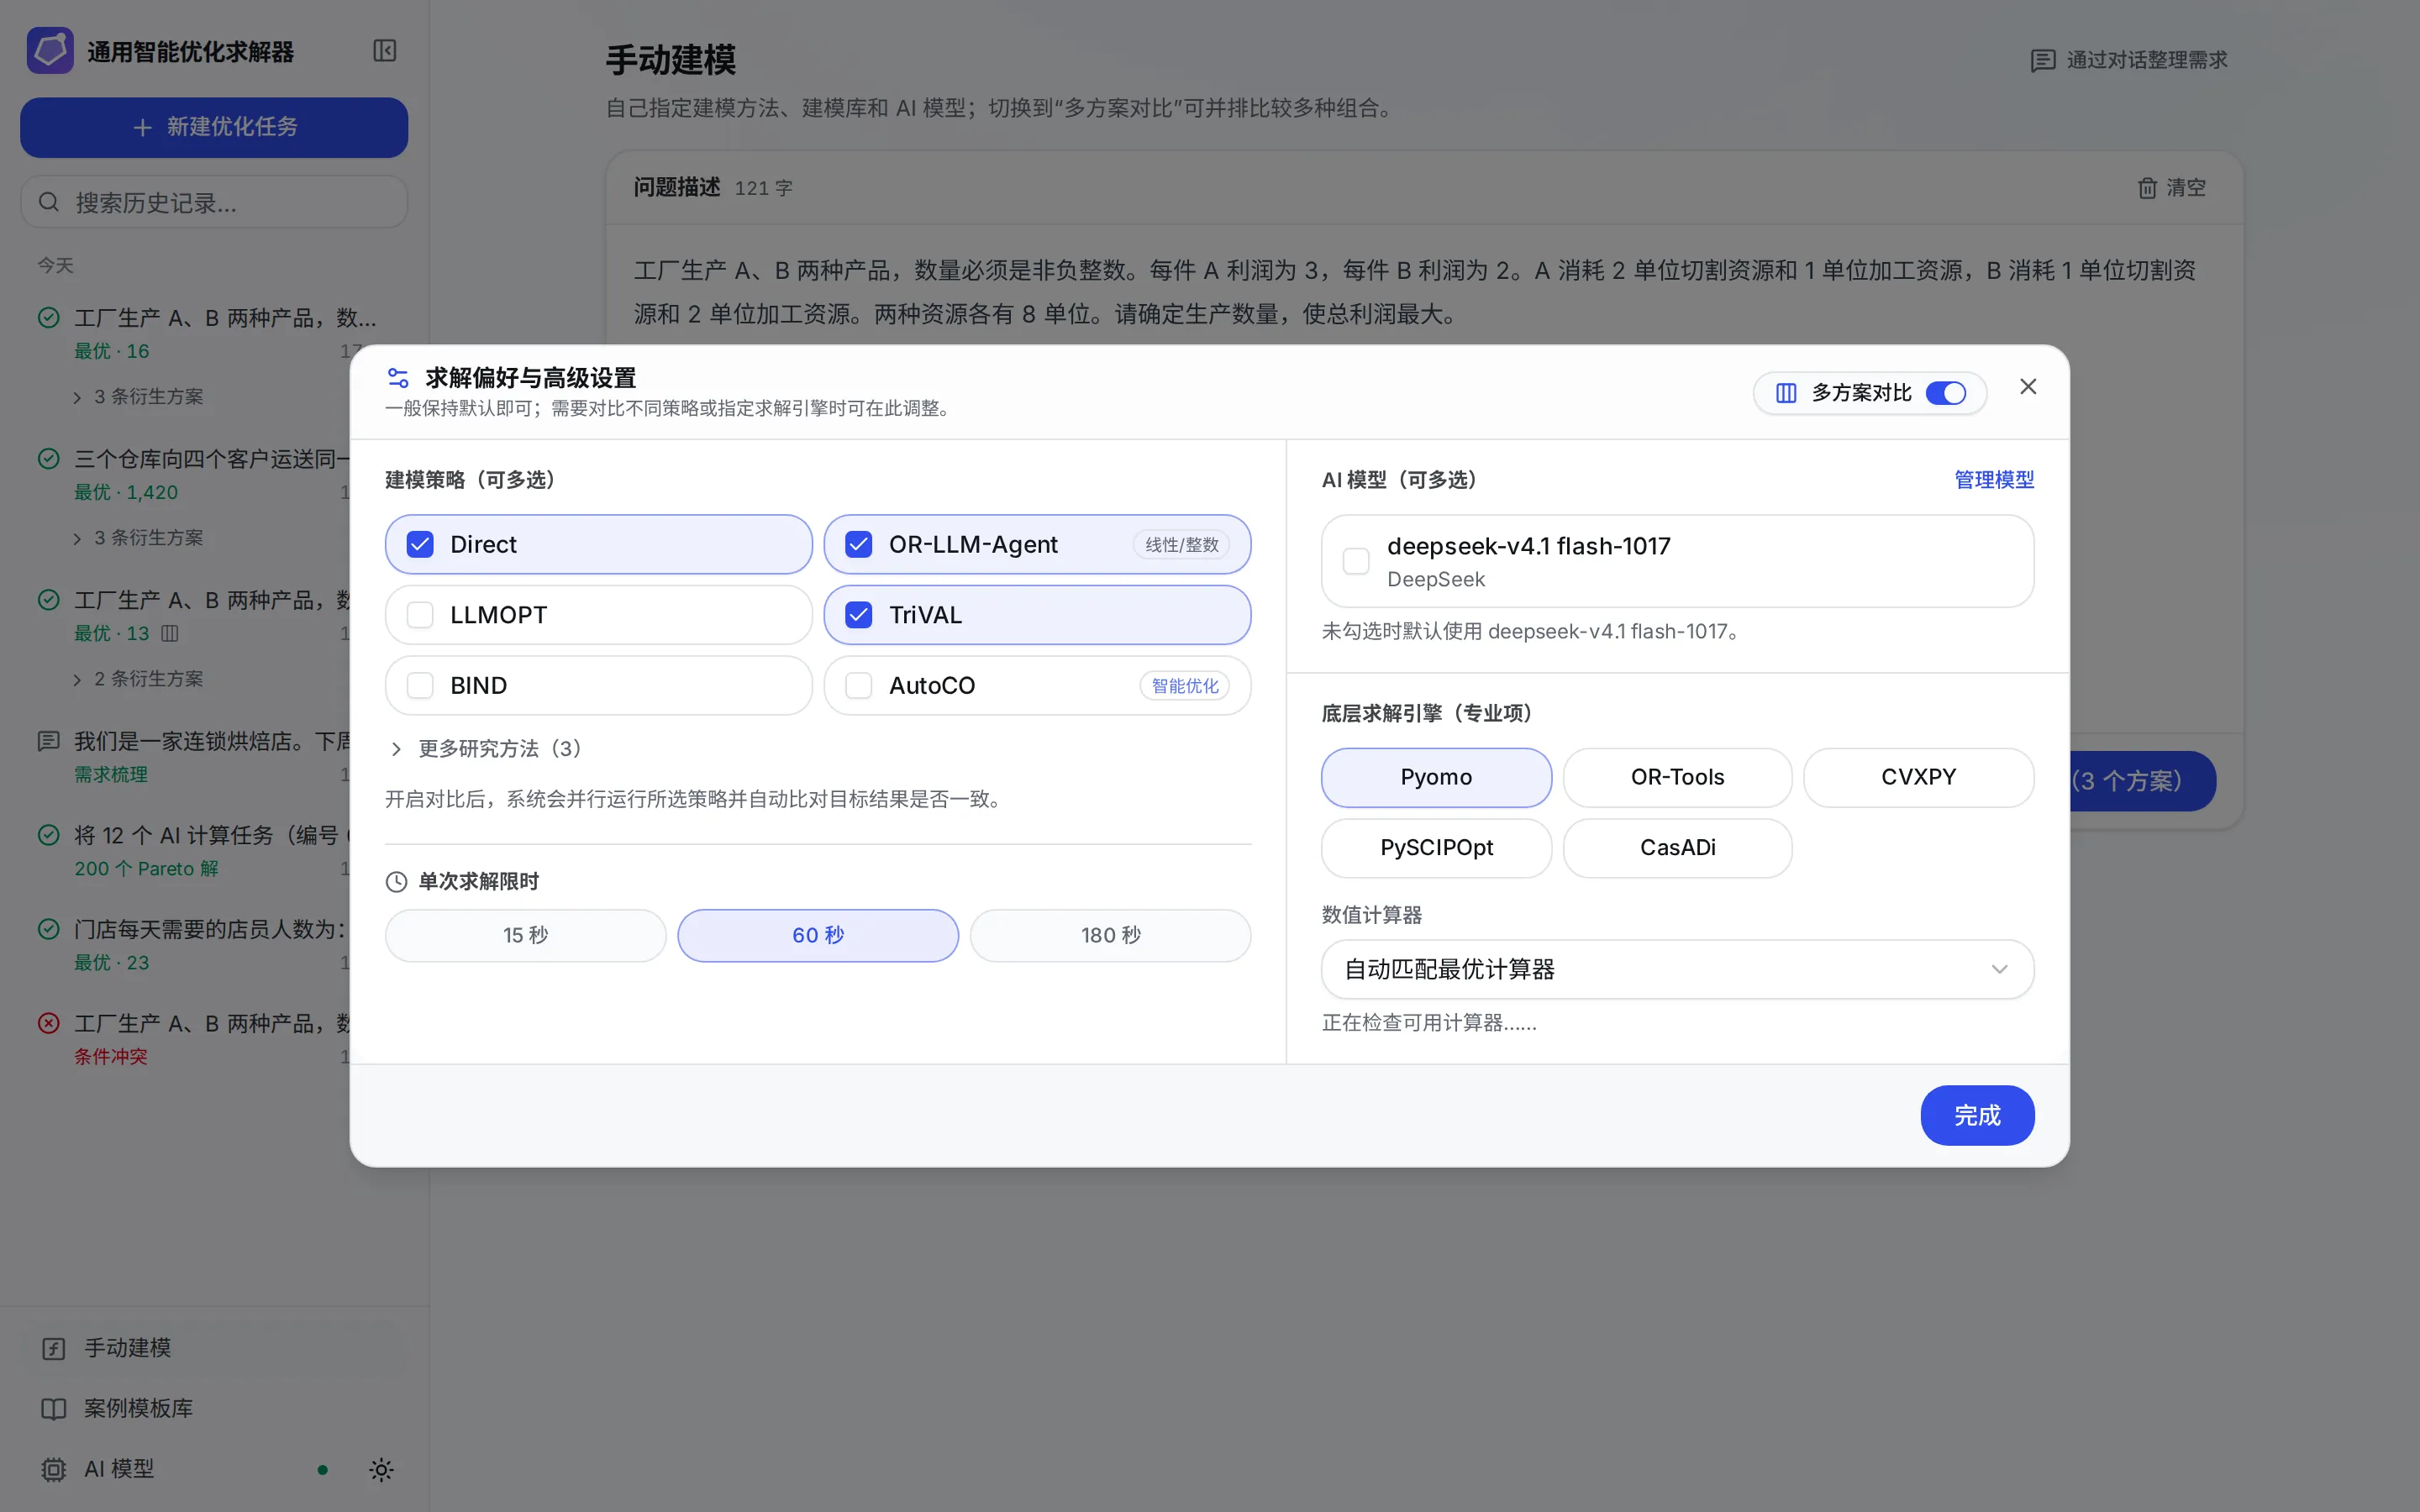 通用智能优化求解器
新建优化任务
搜索历史记录...
今天
工厂生产 A、B 两种产品，数...
最优 · 16
17
3 条衍生方案
三个仓库向四个客户运送同一
最优 · 1,420
1
3 条衍生方案
工厂生产 A、B 两种产品，数
最优 · 13
1
2 条衍生方案
我们是一家连锁烘焙店。下周
需求梳理
1
将 12 个 AI 计算任务（编号
200 个 Pareto 解
1
门店每天需要的店员人数为：
最优 · 23
1
工厂生产 A、B 两种产品，数
条件冲突
1
手动建模
案例模板库
AI 模型
手动建模
通过对话整理需求
自己指定建模方法、建模库和 AI 模型；切换到“多方案对比”可并排比较多种组合。
问题描述 121 字
清空
工厂生产 A、B 两种产品，数量必须是非负整数。每件 A 利润为 3，每件 B 利润为 2。A 消耗 2 单位切割资源和 1 单位加工资源，B 消耗 1 单位切割资
源和 2 单位加工资源。两种资源各有 8 单位。请确定生产数量，使总利润最大。
（3 个方案）
求解偏好与高级设置
一般保持默认即可；需要对比不同策略或指定求解引擎时可在此调整。
多方案对比
建模策略（可多选）
Direct
OR-LLM-Agent 线性/整数
LLMOPT
TriVAL
BIND
AutoCO 智能优化
更多研究方法（3）
开启对比后，系统会并行运行所选策略并自动比对目标结果是否一致。
单次求解限时
15 秒
60 秒
180 秒
AI 模型（可多选）
管理模型
deepseek-v4.1 flash-1017
DeepSeek
未勾选时默认使用 deepseek-v4.1 flash-1017。
底层求解引擎（专业项）
Pyomo
OR-Tools
CVXPY
PySCIPOpt
CasADi
数值计算器
自动匹配最优计算器
正在检查可用计算器......
完成